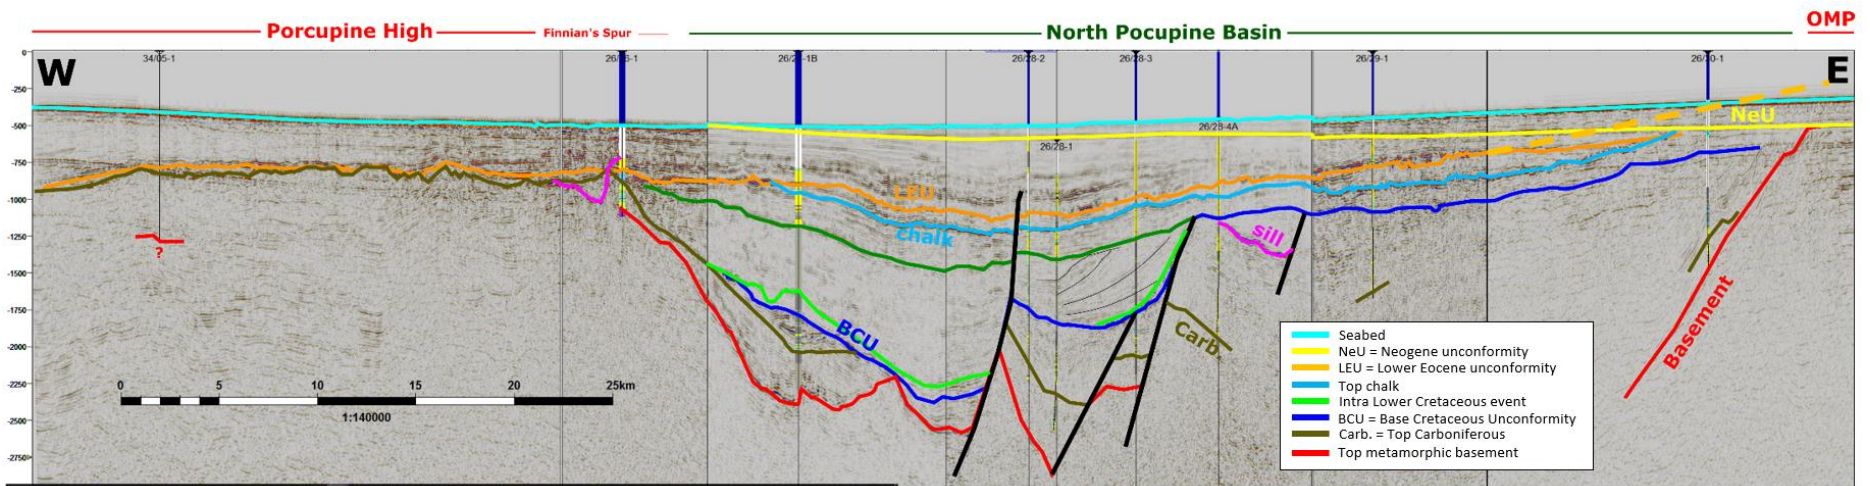 Porcupine High
Finnian's Spur
North Pocupine Basin
OMP
W
E
34/05-1
26/28-2
26/28-3
26/29-1
26/30-1
26/28-4A
26/28-1
0
-250
-500
-750
-1000
-1250
-1500
-1750
-2000
-2250
-2500
-2750
NeU
LEU
chalk
sill
?
BCU
Carb.
Basement
0 5 10 15 20 25km
1:140000
Seabed
NeU = Neogene unconformity
LEU = Lower Eocene unconformity
Top chalk
Intra Lower Cretaceous event
BCU = Base Cretaceous Unconformity
Carb. = Top Carboniferous
Top metamorphic basement